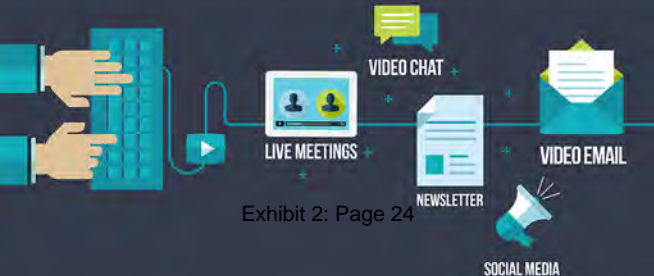 VIDEO CHAT
LIVE MEETINGS
VIDEO EMAIL
NEWSLETTER
Exhibit 2: Page 24
SOCIAL MEDIA